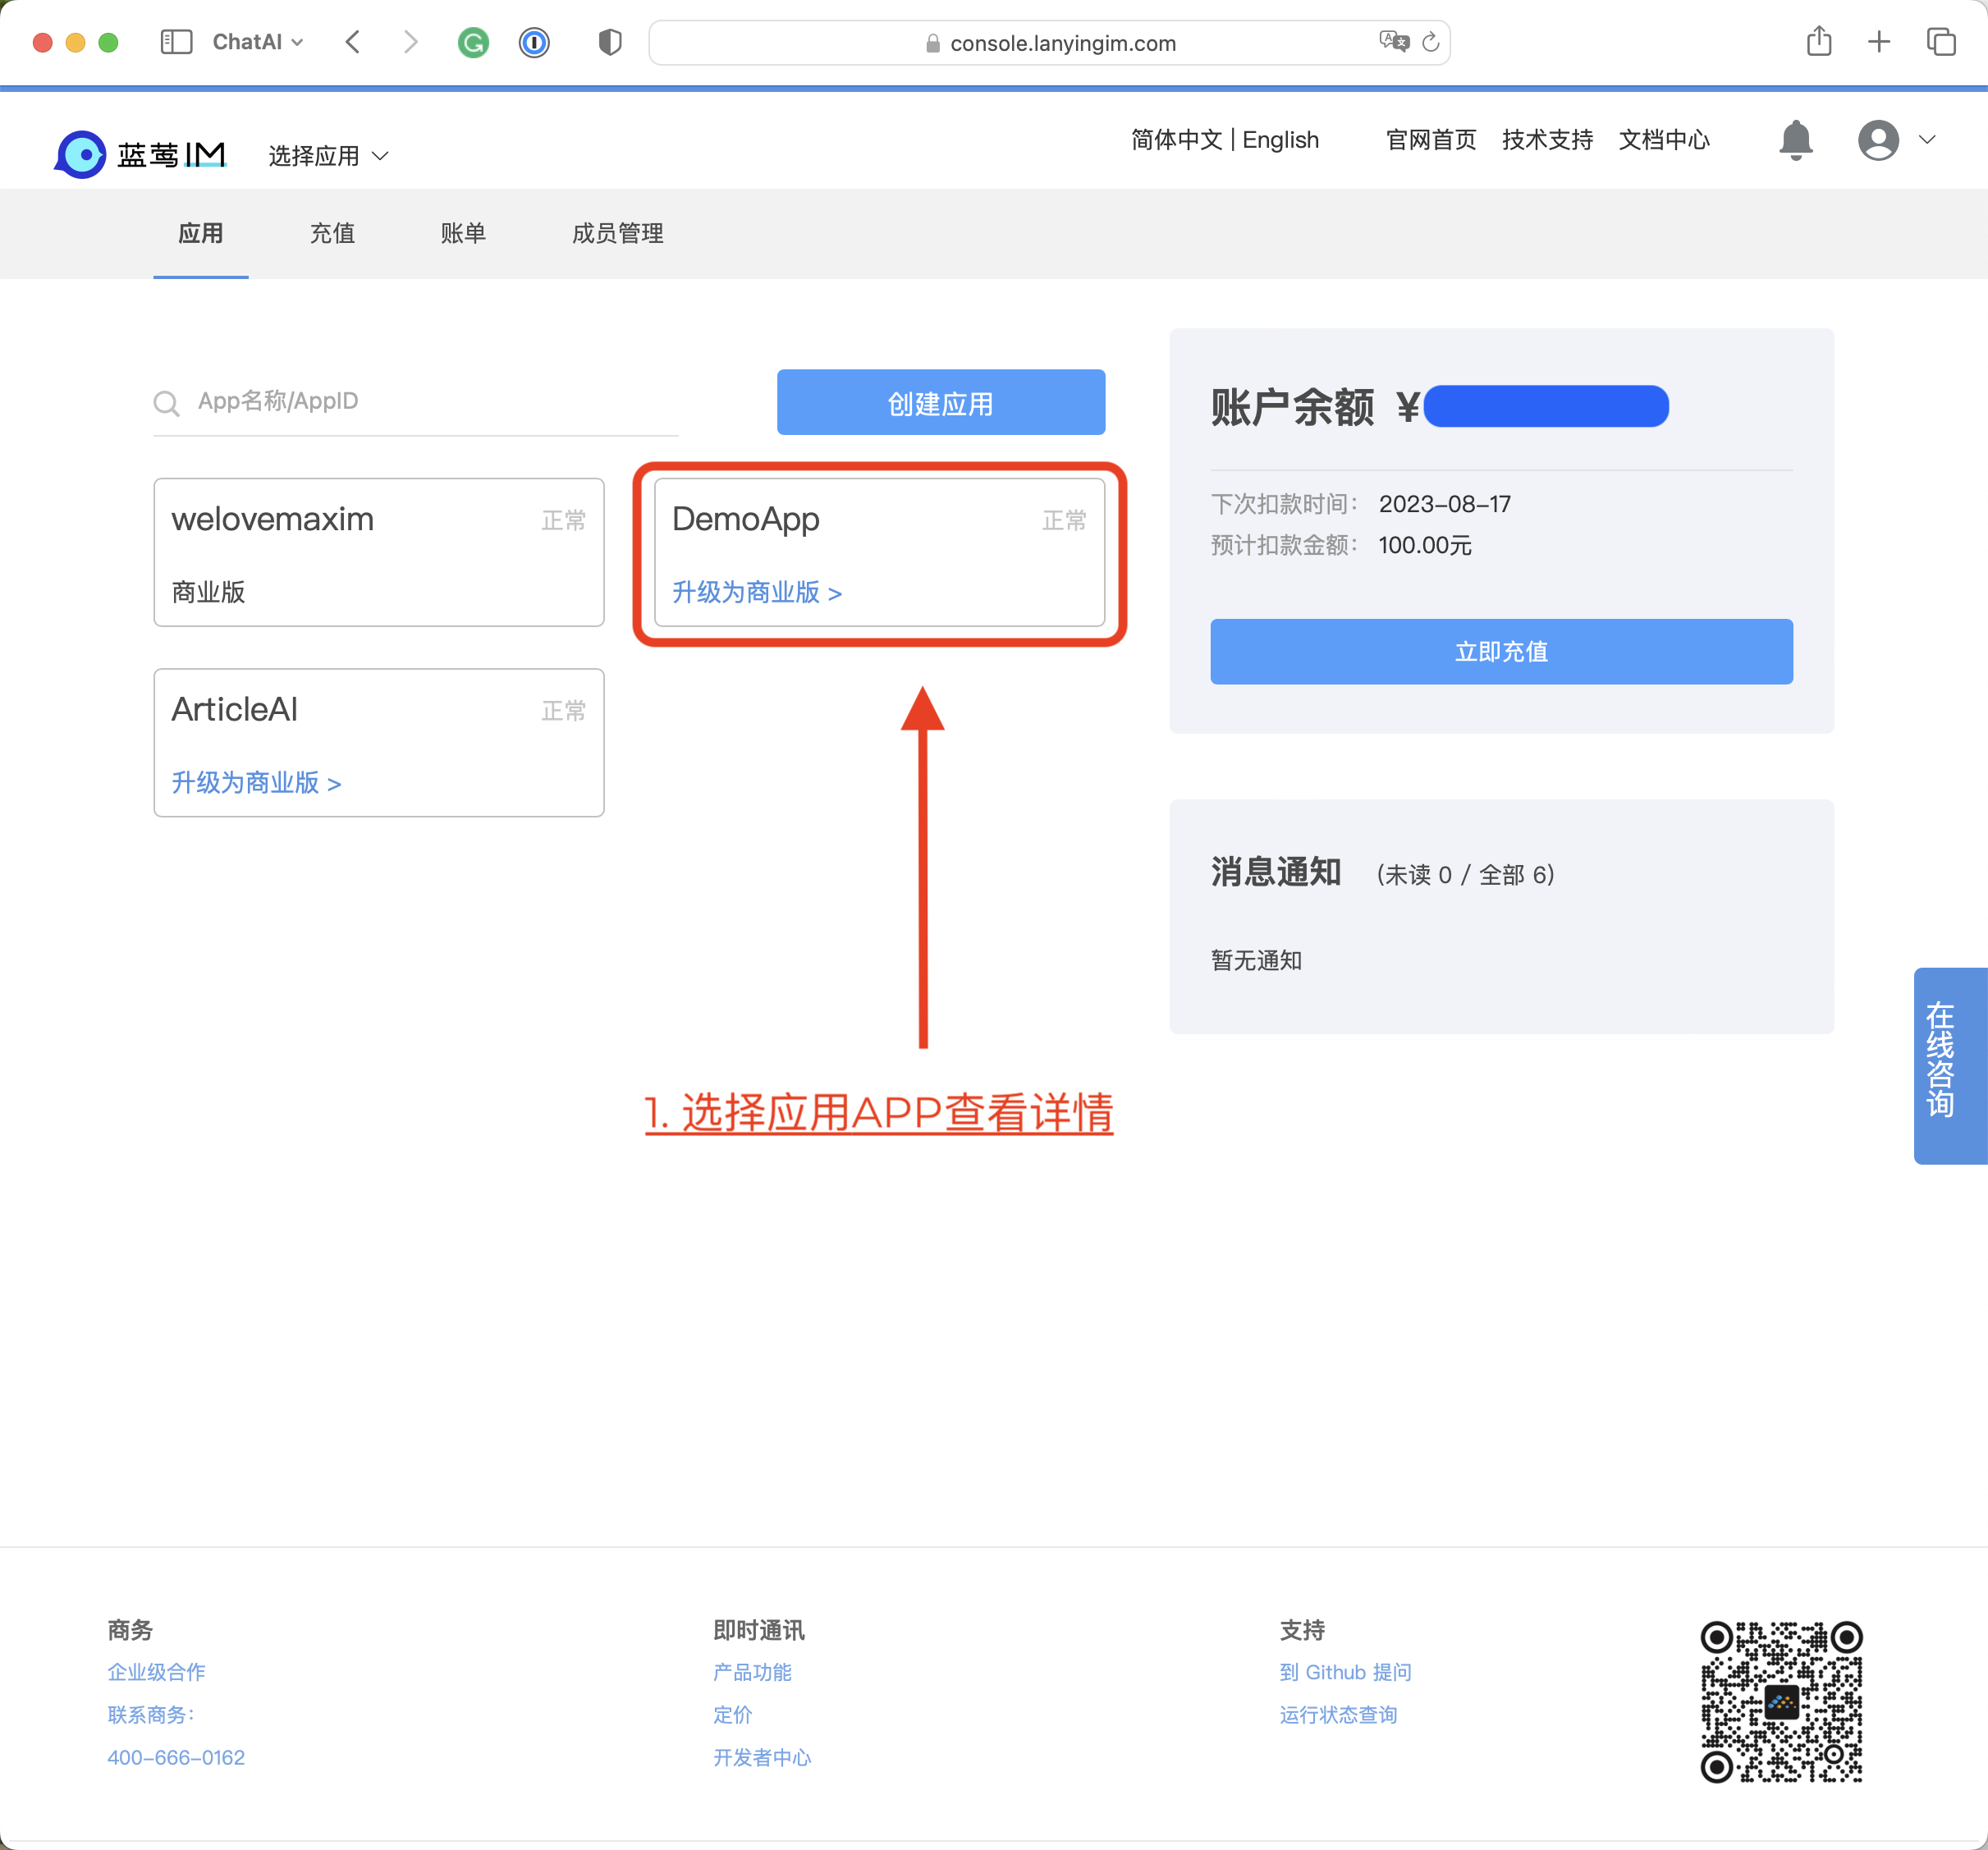 ChatAI
console.lanyingim.com
蓝莺IM
选择应用
简体中文 | English
官网首页
技术支持
文档中心
应用
充值
账单
成员管理
App名称/AppID
创建应用
welovemaxim
正常
商业版
DemoApp
正常
升级为商业版 >
ArticleAI
正常
升级为商业版 >
1. 选择应用APP查看详情
账户余额 ¥
下次扣款时间： 2023-08-17
预计扣款金额： 100.00元
立即充值
消息通知 (未读 0 / 全部 6)
暂无通知
在线咨询
商务
企业级合作
联系商务：
400-666-0162
即时通讯
产品功能
定价
开发者中心
支持
到 Github 提问
运行状态查询